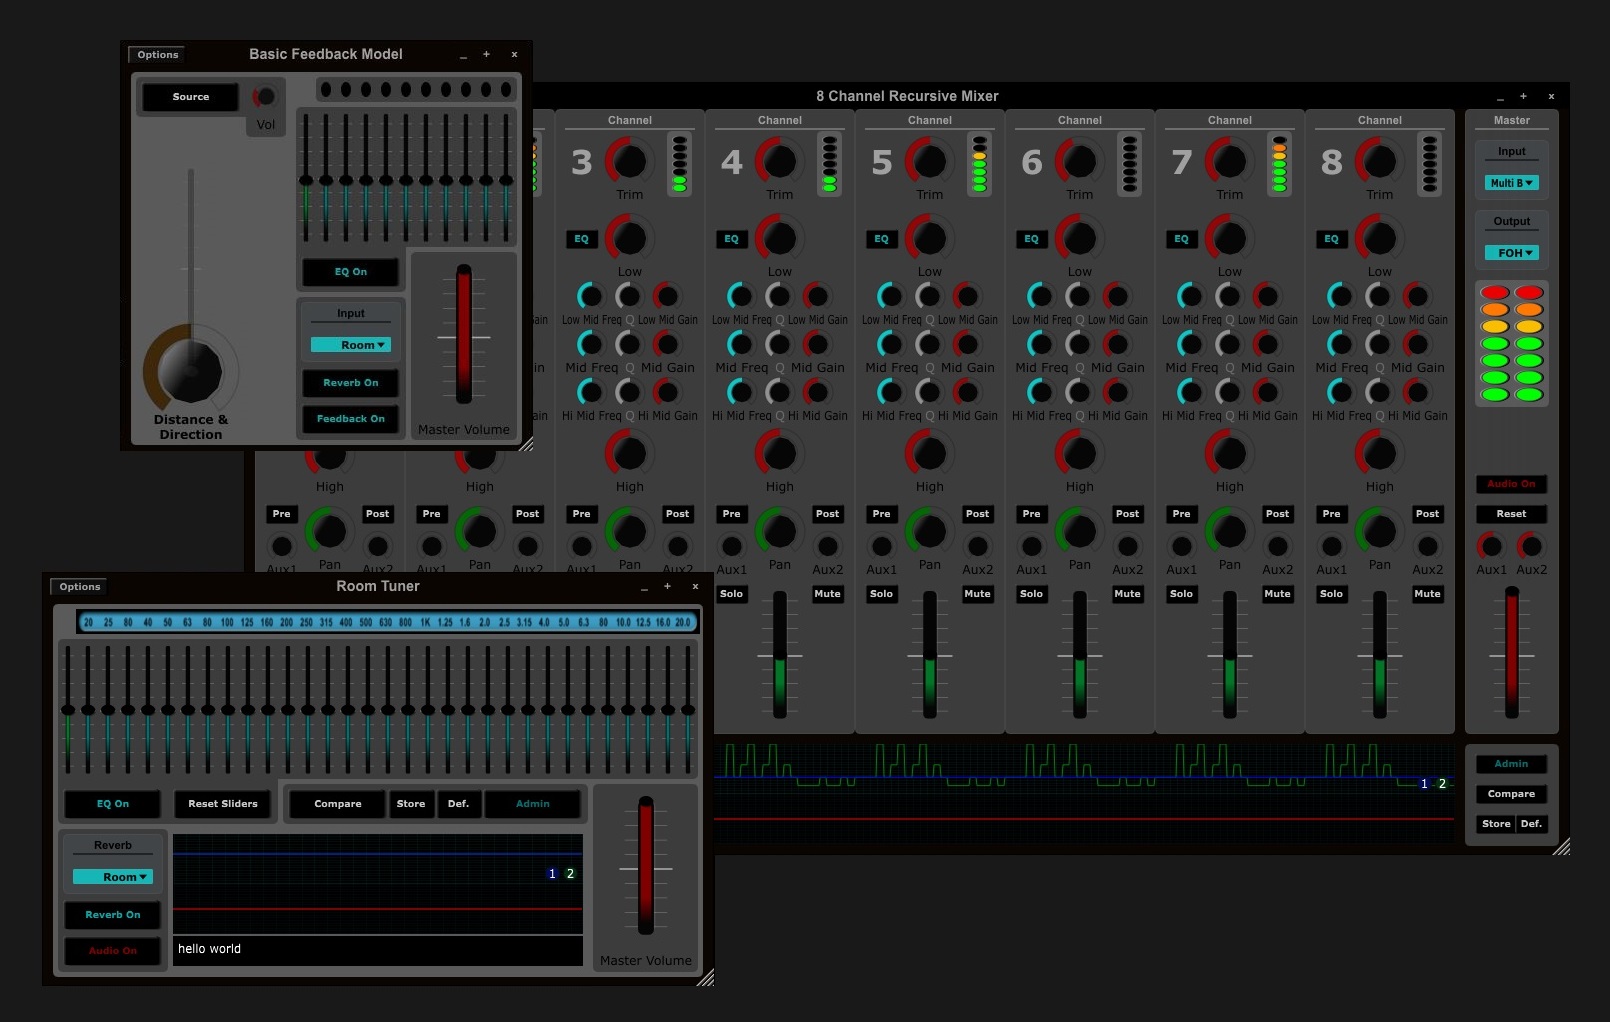 Options Basic Feedback Model _ + x
Source
Vol
EQ On
Input
Room
Reverb On
Feedback On
Distance &
Direction
Master Volume
8 Channel Recursive Mixer _ + x
Channel Channel Channel Channel Channel Channel Master
3 4 5 6 7 8
Trim Trim Trim Trim Trim Trim
Input
Multi B
Output
FOH
EQ EQ EQ EQ EQ EQ
Low Low Low Low Low Low
Gain Low Mid Freq Q Low Mid Gain Low Mid Freq Q Low Mid Gain Low Mid Freq Q Low Mid Gain Low Mid Freq Q Low Mid Gain Low Mid Freq Q Low Mid Gain Low Mid Freq Q Low Mid Gain
in Mid Freq Q Mid Gain Mid Freq Q Mid Gain Mid Freq Q Mid Gain Mid Freq Q Mid Gain Mid Freq Q Mid Gain Mid Freq Q Mid Gain
ain Hi Mid Freq Q Hi Mid Gain Hi Mid Freq Q Hi Mid Gain Hi Mid Freq Q Hi Mid Gain Hi Mid Freq Q Hi Mid Gain Hi Mid Freq Q Hi Mid Gain Hi Mid Freq Q Hi Mid Gain
High High High High High High High High
Audio On
Pre Post Pre Post Pre Post Pre Post Pre Post Pre Post Pre Post Pre Post Reset
Aux1 Pan Aux2 Aux1 Pan Aux2 Aux1 Pan Aux2 Aux1 Pan Aux2 Aux1 Pan Aux2 Aux1 Pan Aux2 Aux1 Pan Aux2 Aux1 Pan Aux2 Aux1 Aux2
Solo Mute Solo Mute Solo Mute Solo Mute Solo Mute
1 2
Admin
Compare
Store Def.
Options Room Tuner _ + x
20 25 80 40 50 63 80 100 125 160 200 250 315 400 500 630 800 1K 1.25 1.6 2.0 2.5 3.15 4.0 5.0 6.3 80 10.0 12.5 16.0 20.0
EQ On Reset Sliders Compare Store Def. Admin
Reverb
Room
Reverb On
Audio On
1 2
hello world
Master Volume